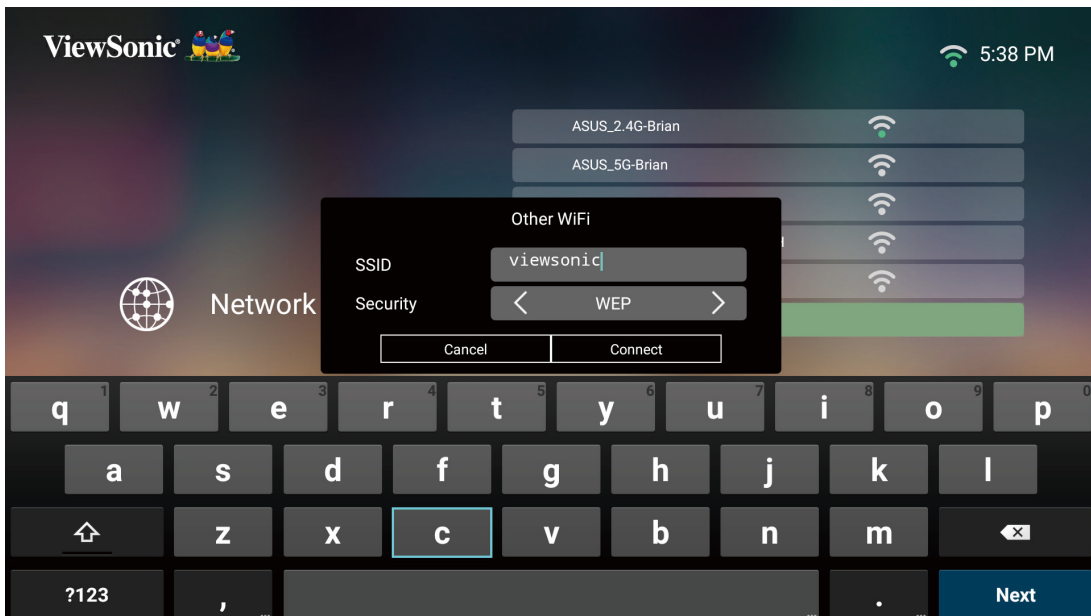 ViewSonic®
5:38 PM
ASUS_2.4G-Brian
ASUS_5G-Brian
Other WiFi
SSID viewsonic
Network
Security < WEP >
Cancel Connect
q 1 w 2 e 3 r 4 t 5 y 6 u 7 i 8 o 9 p 0
a s d f g h j k l
z x c v b n m
?123 , ... ... . ... Next